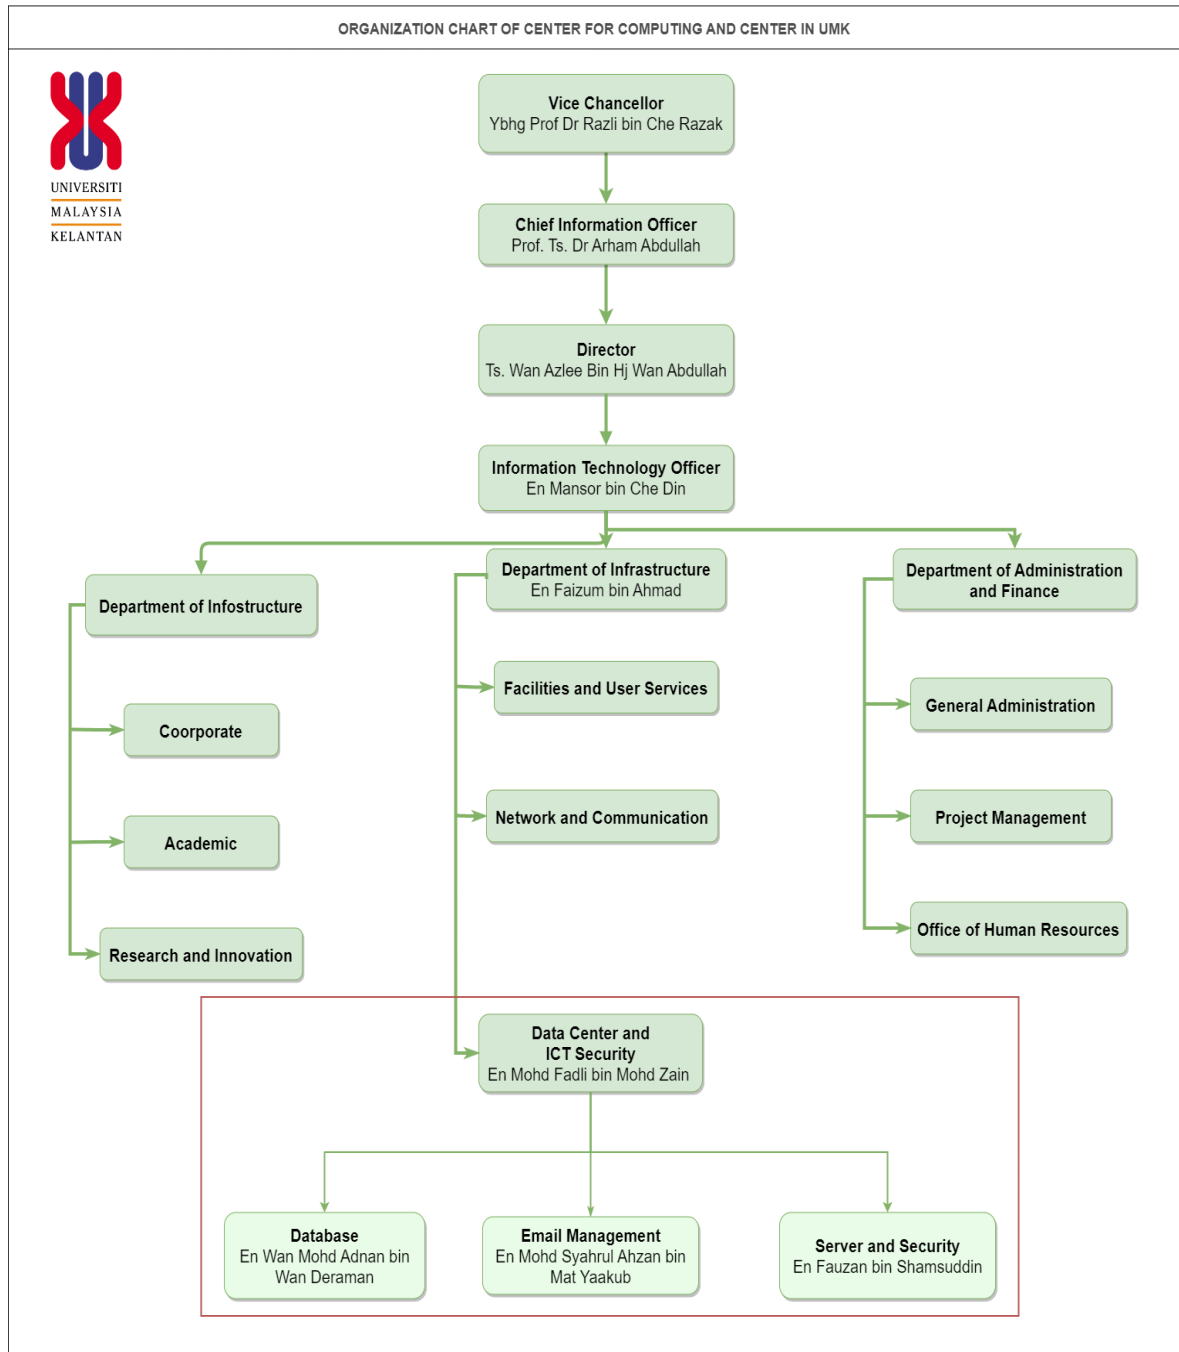 ORGANIZATION CHART OF CENTER FOR COMPUTING AND CENTER IN UMK
UNIVERSITI
MALAYSIA
KELANTAN
Vice Chancellor
Ybhg Prof Dr Razli bin Che Razak
Chief Information Officer
Prof. Ts. Dr Arham Abdullah
Director
Ts. Wan Azlee Bin Hj Wan Abdullah
Information Technology Officer
En Mansor bin Che Din
Department of Infostructure
Coorporate
Academic
Research and Innovation
Department of Infrastructure
En Faizum bin Ahmad
Facilities and User Services
Network and Communication
Department of Administration
and Finance
General Administration
Project Management
Office of Human Resources
Data Center and
ICT Security
En Mohd Fadli bin Mohd Zain
Database
En Wan Mohd Adnan bin
Wan Deraman
Email Management
En Mohd Syahrul Ahzan bin
Mat Yaakub
Server and Security
En Fauzan bin Shamsuddin